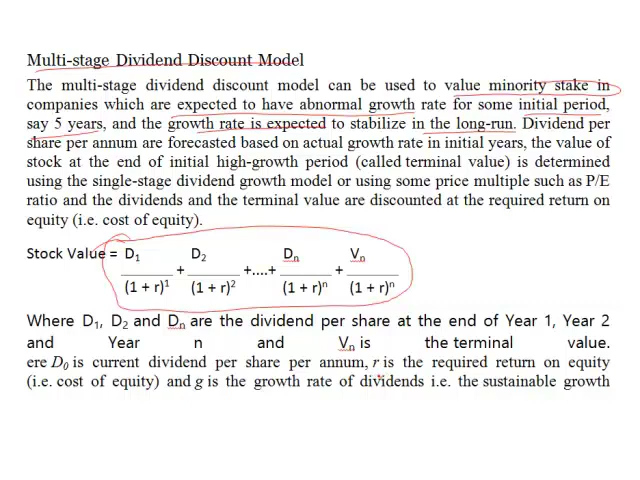 Multi-stage Dividend Discount Model
The multi-stage dividend discount model can be used to value minority stake in
companies which are expected to have abnormal growth rate for some initial period,
say 5 years, and the growth rate is expected to stabilize in the long-run. Dividend per
share per annum are forecasted based on actual growth rate in initial years, the value of
stock at the end of initial high-growth period (called terminal value) is determined
using the single-stage dividend growth model or using some price multiple such as P/E
ratio and the dividends and the terminal value are discounted at the required return on
equity (i.e. cost of equity).
Stock Value = D₁ D₂ Dₙ Vₙ
+ +....+ +
(1 + r)¹ (1 + r)² (1 + r)ⁿ (1 + r)ⁿ
Where D₁, D₂ and Dₙ are the dividend per share at the end of Year 1, Year 2
and Year n and Vₙ is the terminal value.
ere D₀ is current dividend per share per annum, r is the required return on equity
(i.e. cost of equity) and g is the growth rate of dividends i.e. the sustainable growth